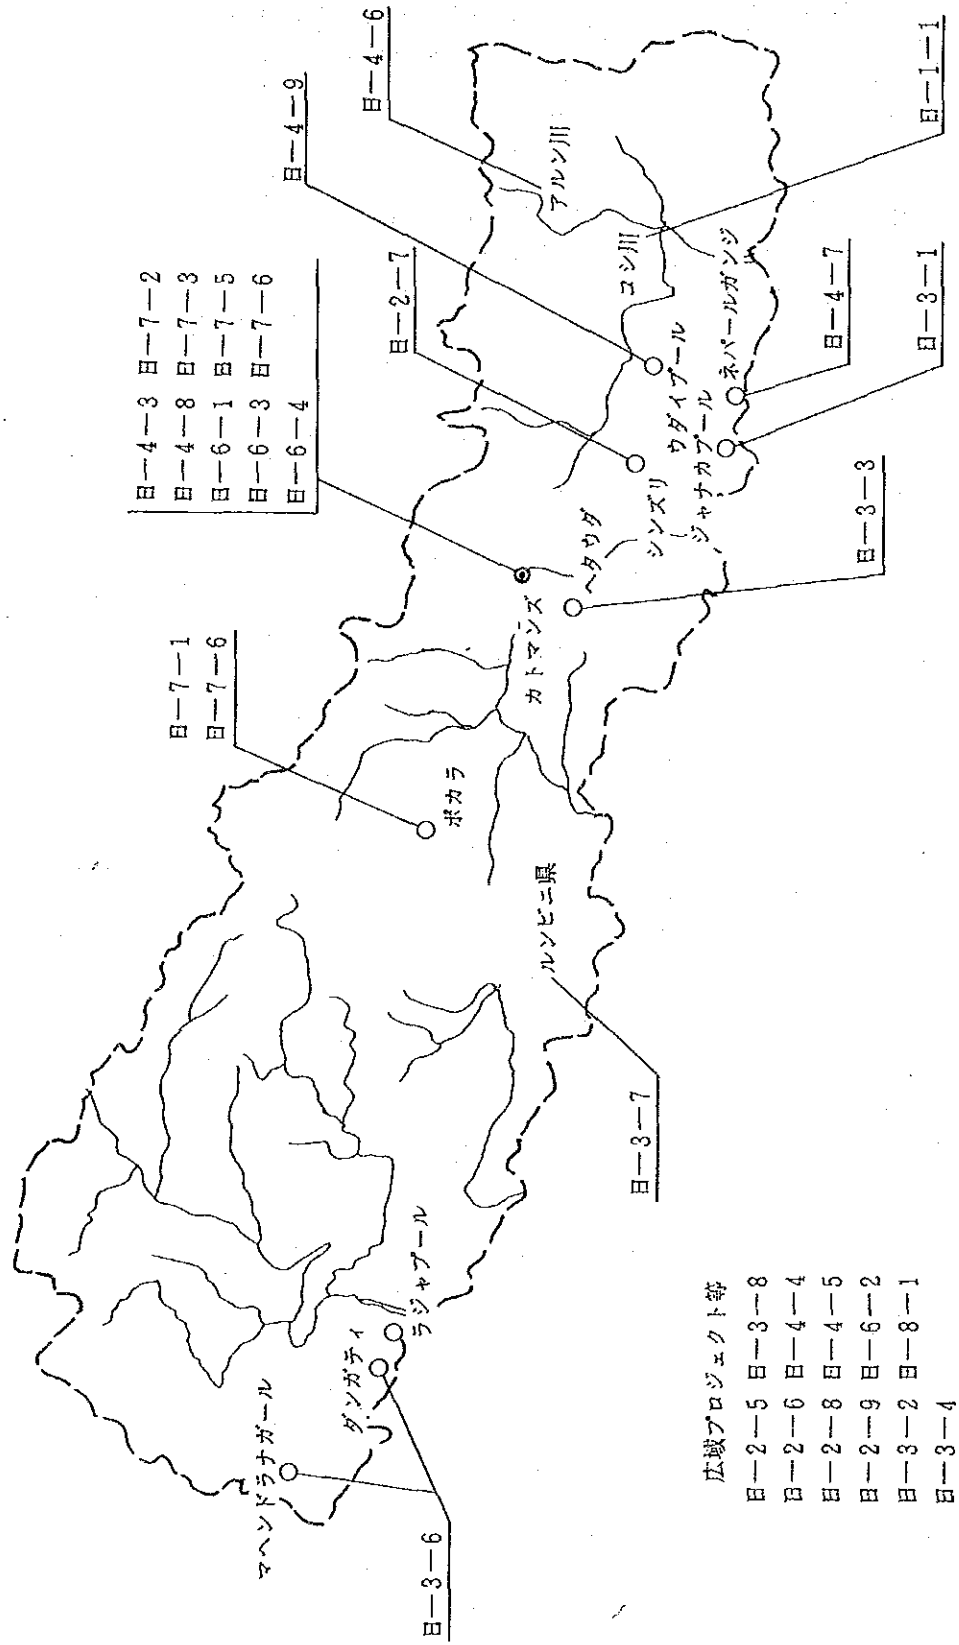 日-3-6
マヘンドラナガール
ダンガティ
ラジャプール
日-3-7
ルンビニ県
日-7-1
日-7-6
ポカラ
日-4-3 日-7-2
日-4-8 日-7-3
日-6-1 日-7-5
日-6-3 日-7-6
日-6-4
カトマンズ
ヘタウダ
日-3-3
日-2-7
シンズリ
日-4-9
ウダイプール
ジャナカプール
日-3-1
ネパールガンジ
日-4-7
日-4-6
アルン川
コシ川
日-1-1
広域プロジェクト等
日-2-5 日-3-8
日-2-6 日-4-4
日-2-8 日-4-5
日-2-9 日-6-2
日-3-2 日-8-1
日-3-4